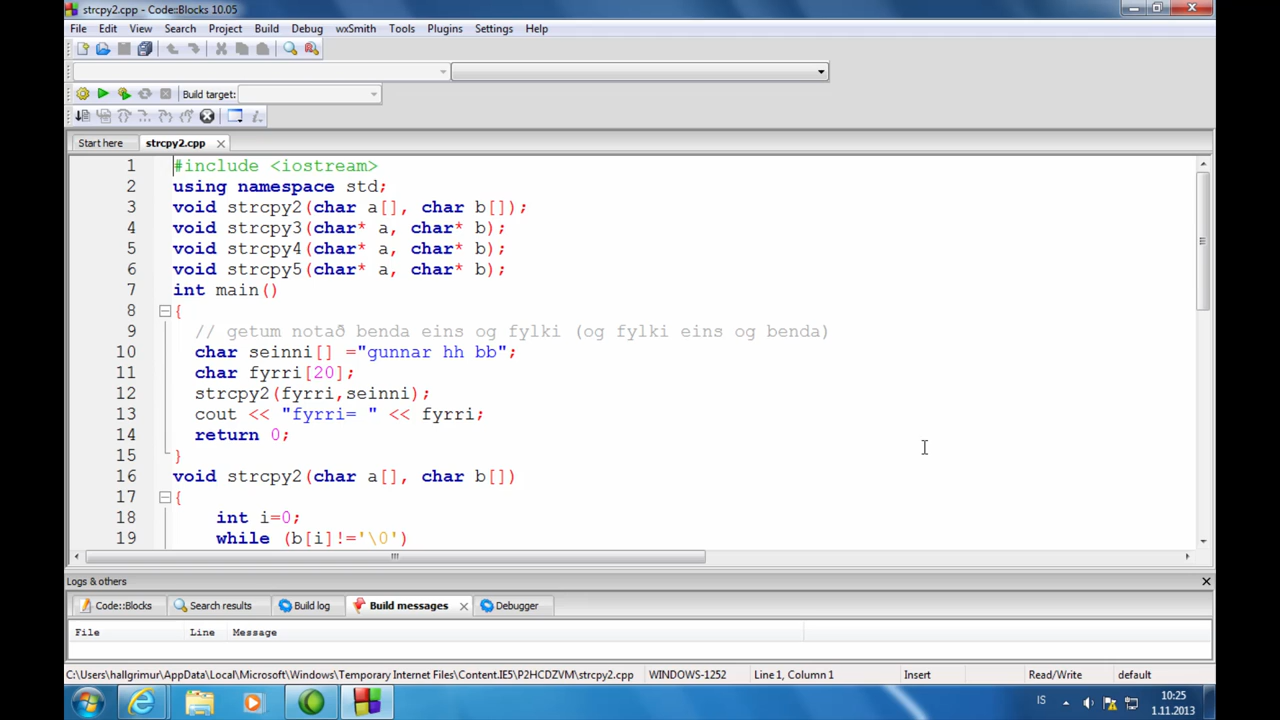 strcpy2.cpp - Code::Blocks 10.05
File Edit View Search Project Build Debug wxSmith Tools Plugins Settings Help
Build target:
Start here strcpy2.cpp
1 #include <iostream>
2 using namespace std;
3 void strcpy2(char a[], char b[]);
4 void strcpy3(char* a, char* b);
5 void strcpy4(char* a, char* b);
6 void strcpy5(char* a, char* b);
7 int main()
8 {
9 // getum notað benda eins og fylki (og fylki eins og benda)
10 char seinni[] ="gunnar hh bb";
11 char fyrri[20];
12 strcpy2(fyrri,seinni);
13 cout << "fyrri= " << fyrri;
14 return 0;
15 }
16 void strcpy2(char a[], char b[])
17 {
18 int i=0;
19 while (b[i]!='\0')
Logs & others
Code::Blocks Search results Build log Build messages Debugger
File Line Message
C:\Users\hallgrimur\AppData\Local\Microsoft\Windows\Temporary Internet Files\Content.IE5\P2HCDZVM\strcpy2.cpp WINDOWS-1252 Line 1, Column 1 Insert Read/Write default
IS 10:25
1.11.2013